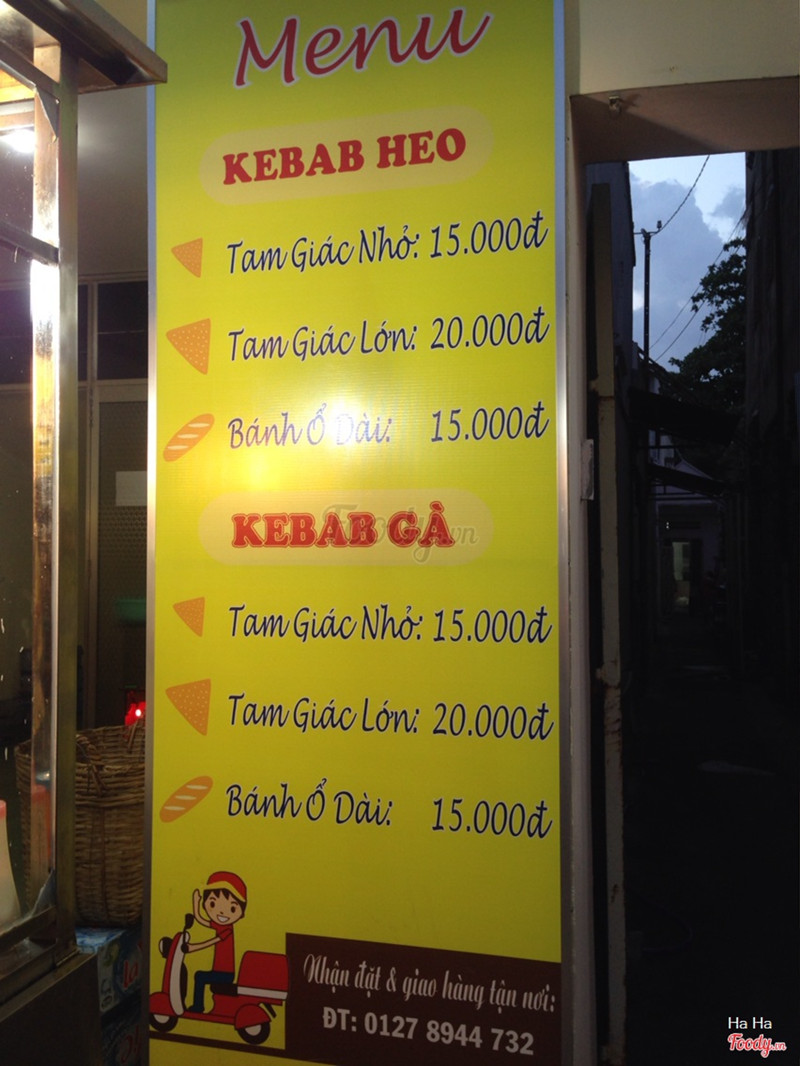 Menu
KEBAB HEO
Tam Giác Nhỏ: 15.000đ
Tam Giác Lớn: 20.000đ
Bánh Ổ Dài: 15.000đ
KEBAB GÀ
Foody.vn
Tam Giác Nhỏ: 15.000đ
Tam Giác Lớn: 20.000đ
Bánh Ổ Dài: 15.000đ
Nhận đặt & giao hàng tận nơi:
ĐT: 0127 8944 732
Ha Ha
Foody.vn